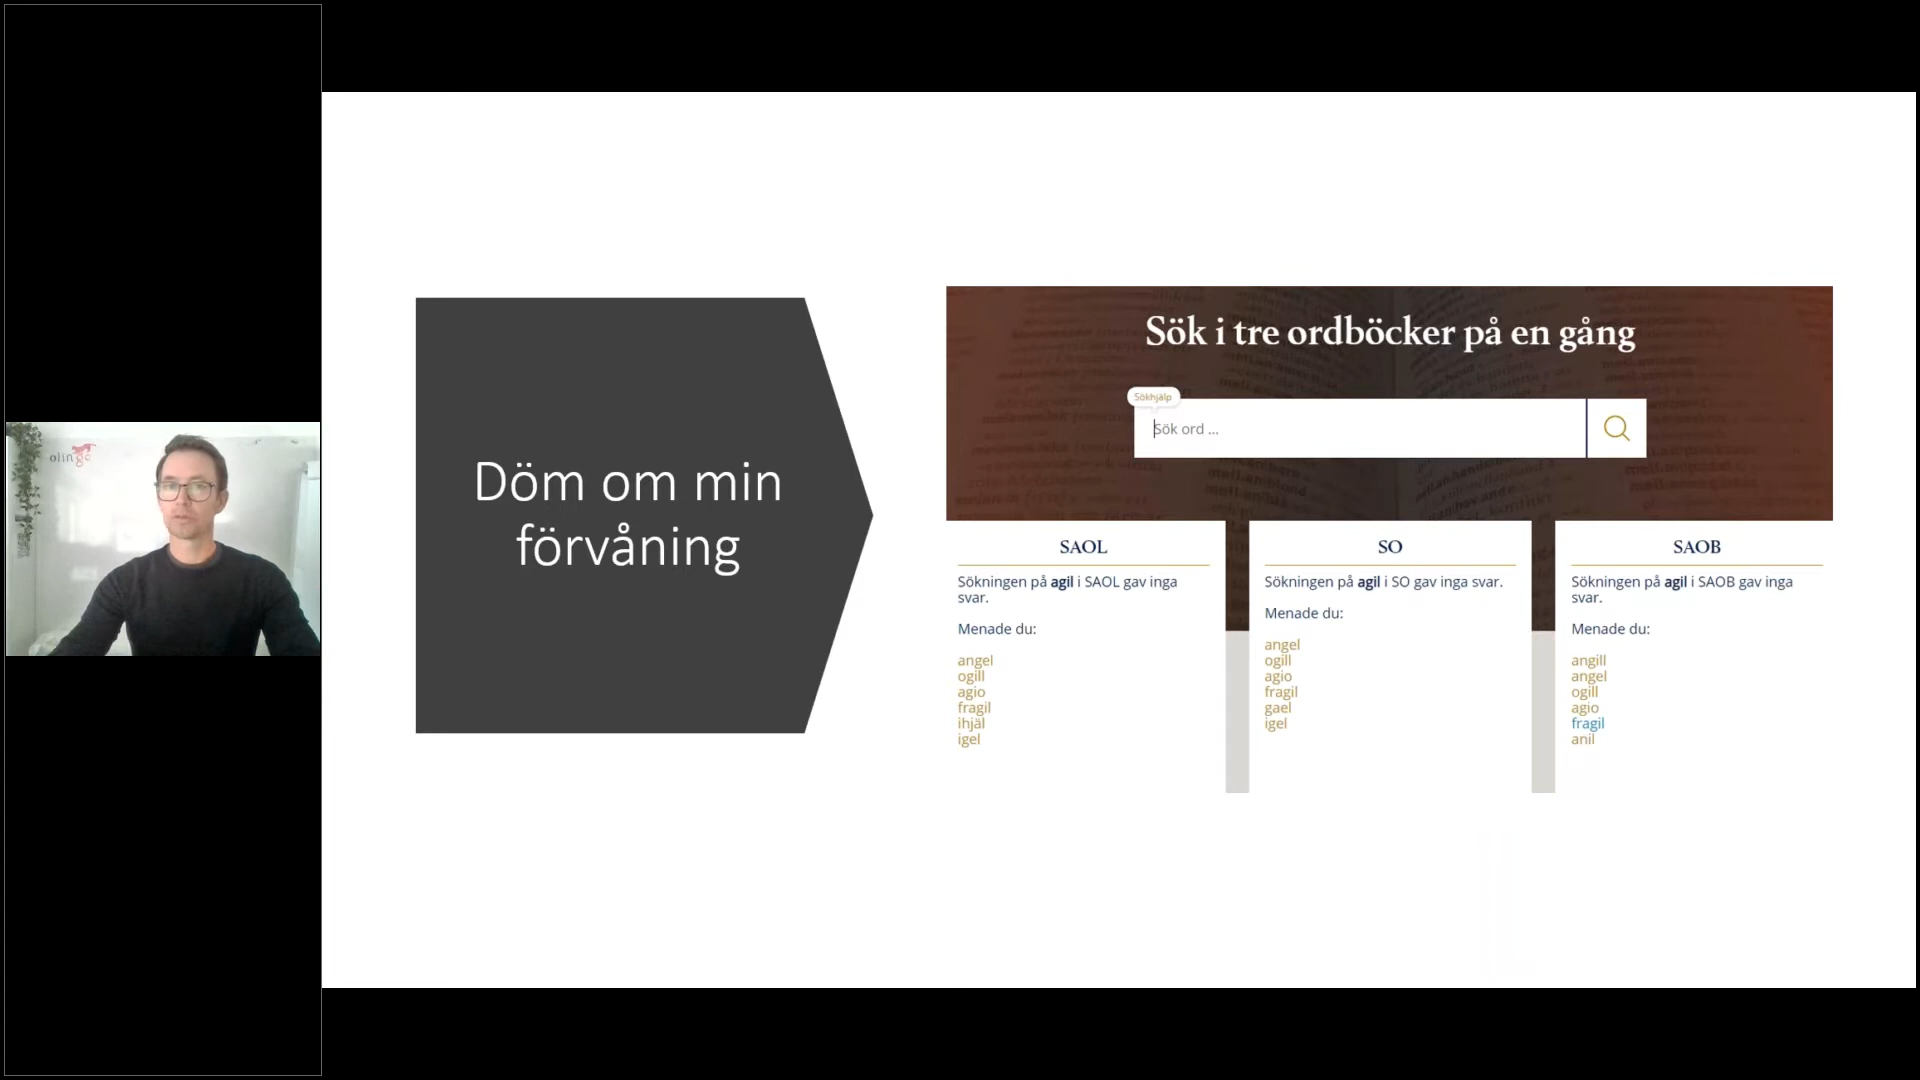 olingo
Döm om min
förvåning
Sök i tre ordböcker på en gång
Sökhjälp
Sök ord ...
SAOL
Sökningen på agil i SAOL gav inga
svar.
Menade du:
angel
ogill
agio
fragil
ihjäl
igel
SO
Sökningen på agil i SO gav inga svar.
Menade du:
angel
ogill
agio
fragil
gael
igel
SAOB
Sökningen på agil i SAOB gav inga
svar.
Menade du:
angill
angel
ogill
agio
fragil
anil